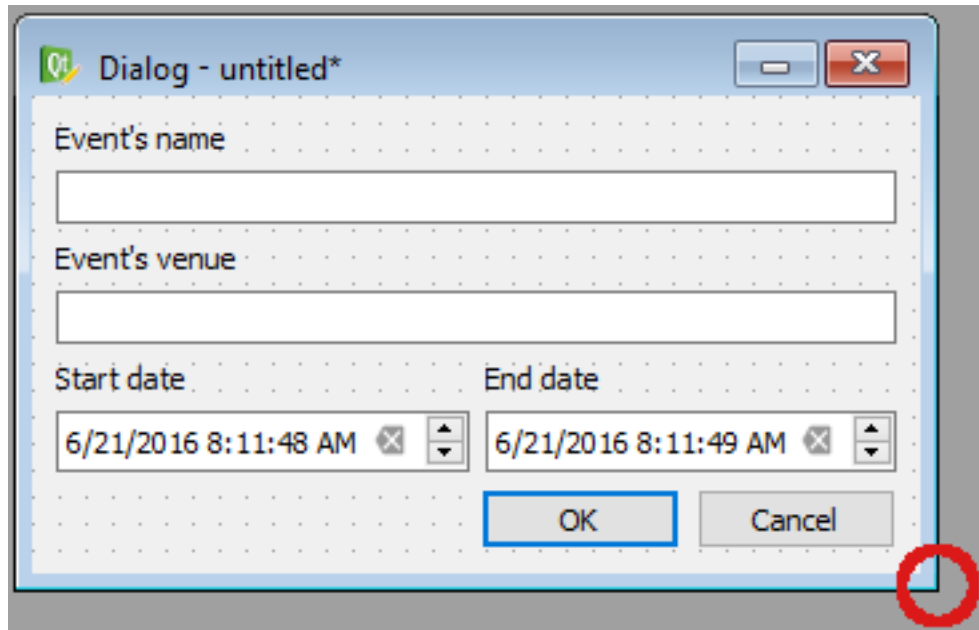 Dialog - untitled*
Event's name
Event's venue
Start date End date
6/21/2016 8:11:48 AM 6/21/2016 8:11:49 AM
OK Cancel